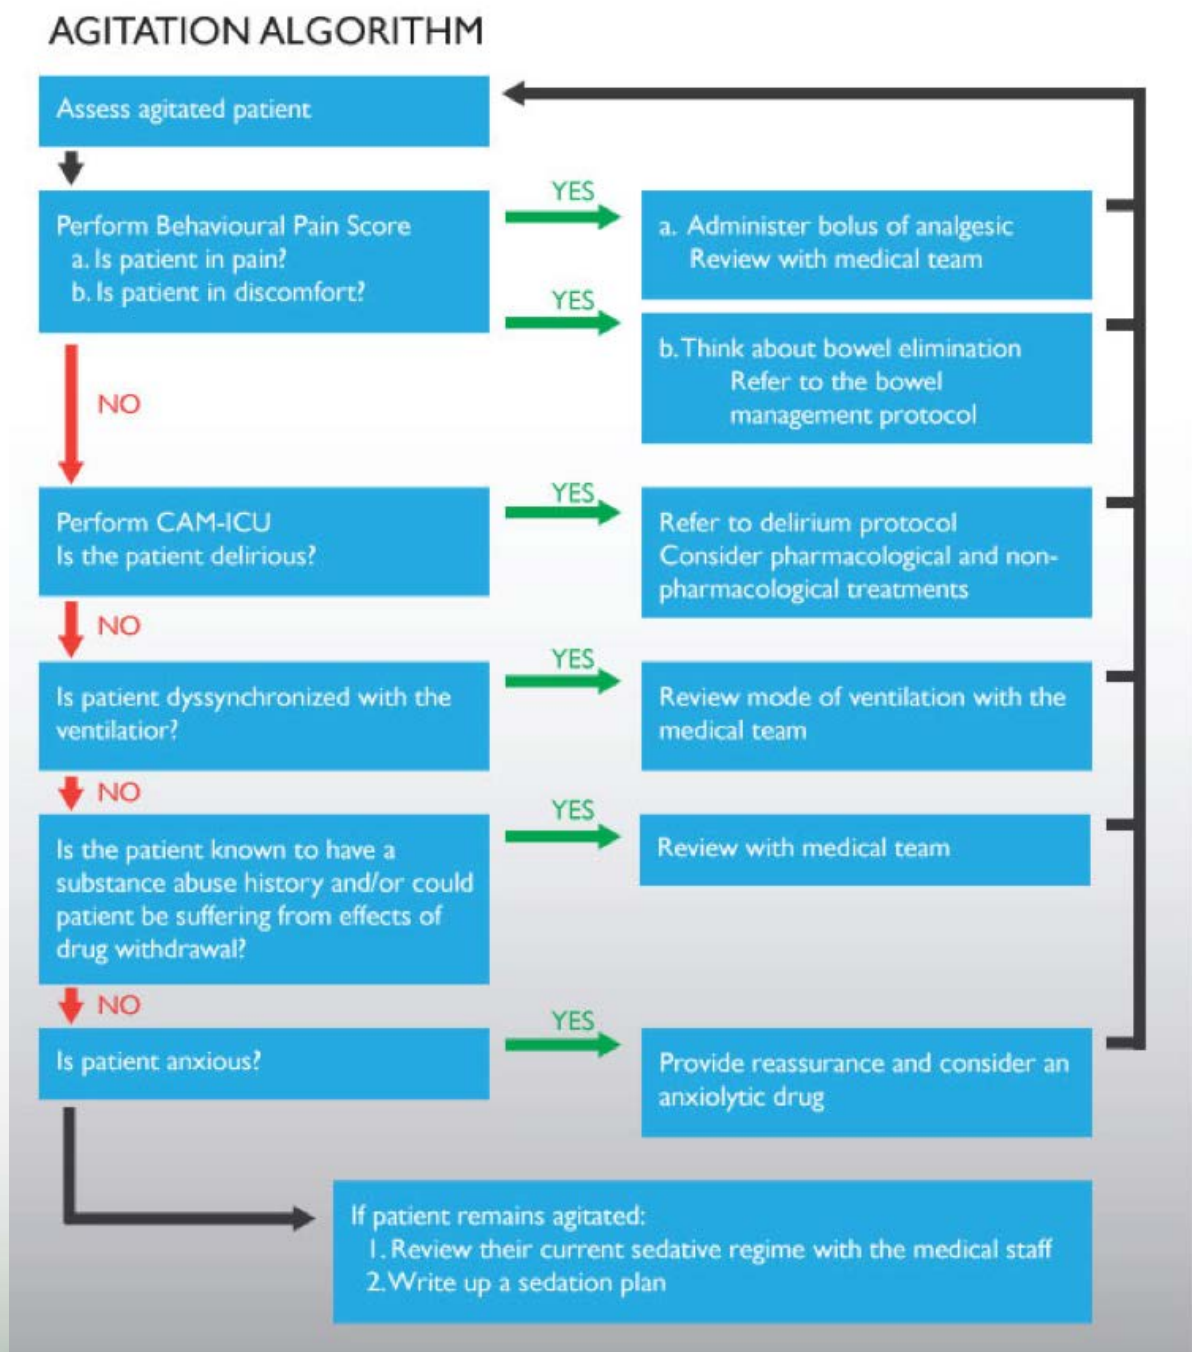 AGITATION ALGORITHM
Assess agitated patient
Perform Behavioural Pain Score
a. Is patient in pain?
b. Is patient in discomfort?
YES
a. Administer bolus of analgesic
Review with medical team
YES
b. Think about bowel elimination
Refer to the bowel
management protocol
NO
Perform CAM-ICU
Is the patient delirious?
YES
Refer to delirium protocol
Consider pharmacological and non-
pharmacological treatments
NO
Is patient dyssynchronized with the
ventilatior?
YES
Review mode of ventilation with the
medical team
NO
Is the patient known to have a
substance abuse history and/or could
patient be suffering from effects of
drug withdrawal?
YES
Review with medical team
NO
Is patient anxious?
YES
Provide reassurance and consider an
anxiolytic drug
If patient remains agitated:
1. Review their current sedative regime with the medical staff
2. Write up a sedation plan